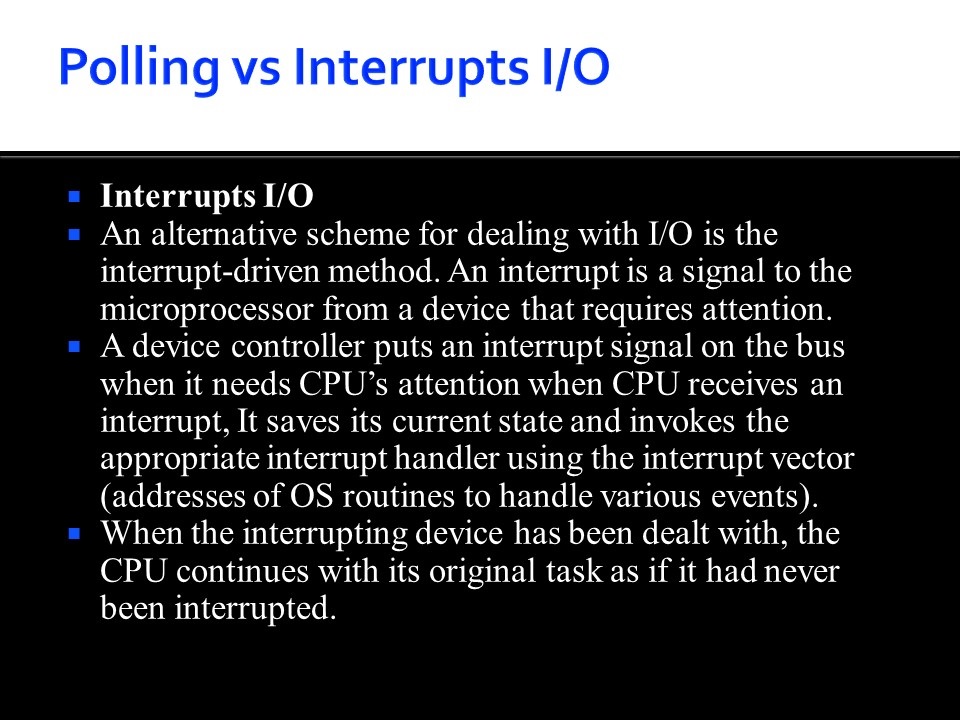 Polling vs Interrupts I/O
Interrupts I/O
An alternative scheme for dealing with I/O is the
interrupt-driven method. An interrupt is a signal to the
microprocessor from a device that requires attention.
A device controller puts an interrupt signal on the bus
when it needs CPU’s attention when CPU receives an
interrupt, It saves its current state and invokes the
appropriate interrupt handler using the interrupt vector
(addresses of OS routines to handle various events).
When the interrupting device has been dealt with, the
CPU continues with its original task as if it had never
been interrupted.